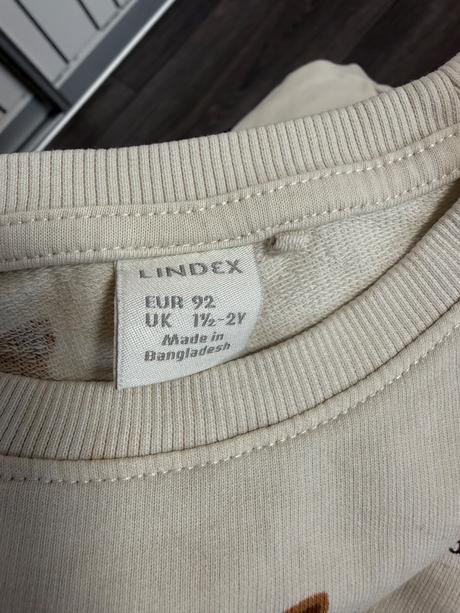 LINDEX
EUR 92
UK 1½-2Y
Made in
Bangladesh